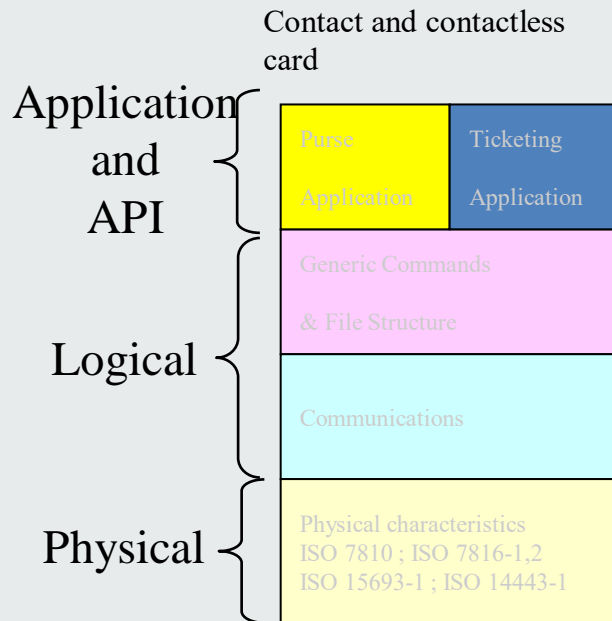 Contact and contactless
card
Application
and
API
Purse
Application
Ticketing
Application
Logical
Generic Commands
& File Structure
Communications
Physical
Physical characteristics
ISO 7810 ; ISO 7816-1,2
ISO 15693-1 ; ISO 14443-1